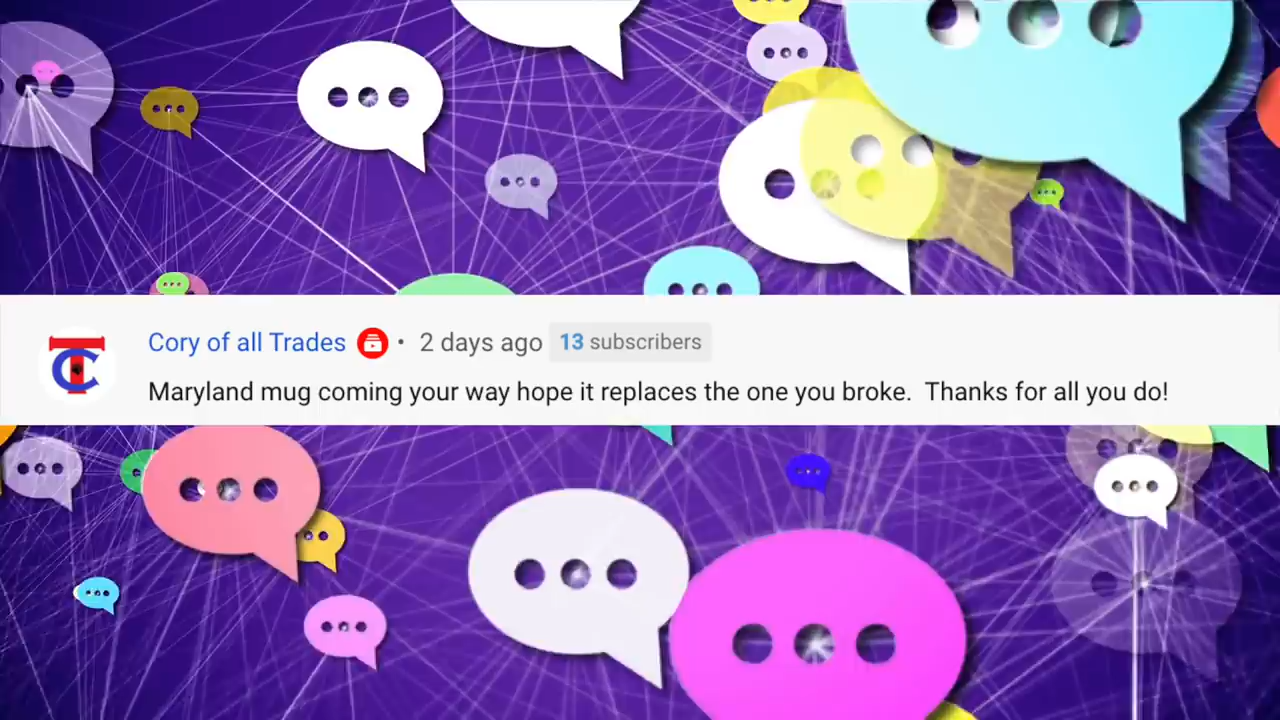 Cory of all Trades • 2 days ago 13 subscribers
Maryland mug coming your way hope it replaces the one you broke.  Thanks for all you do!